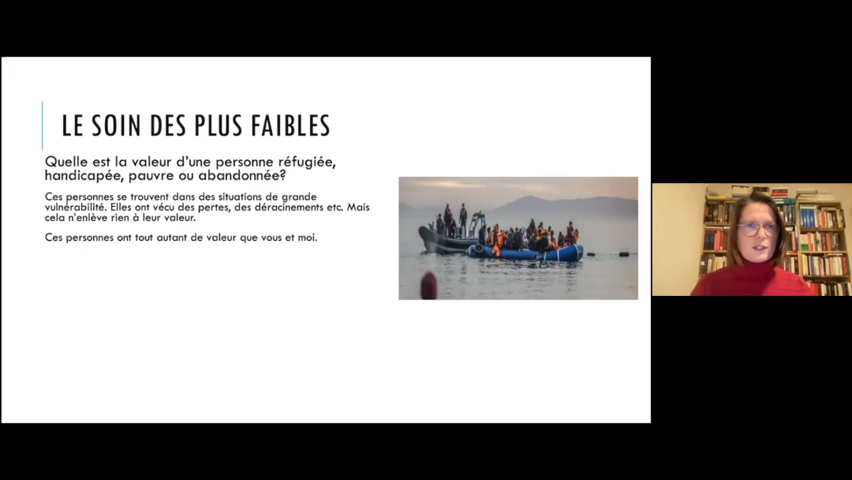 LE SOIN DES PLUS FAIBLES
Quelle est la valeur d'une personne réfugiée,
handicapée, pauvre ou abandonnée?
Ces personnes se trouvent dans des situations de grande
vulnérabilité. Elles ont vécu des pertes, des déracinements etc. Mais
cela n'enlève rien à leur valeur.
Ces personnes ont tout autant de valeur que vous et moi.